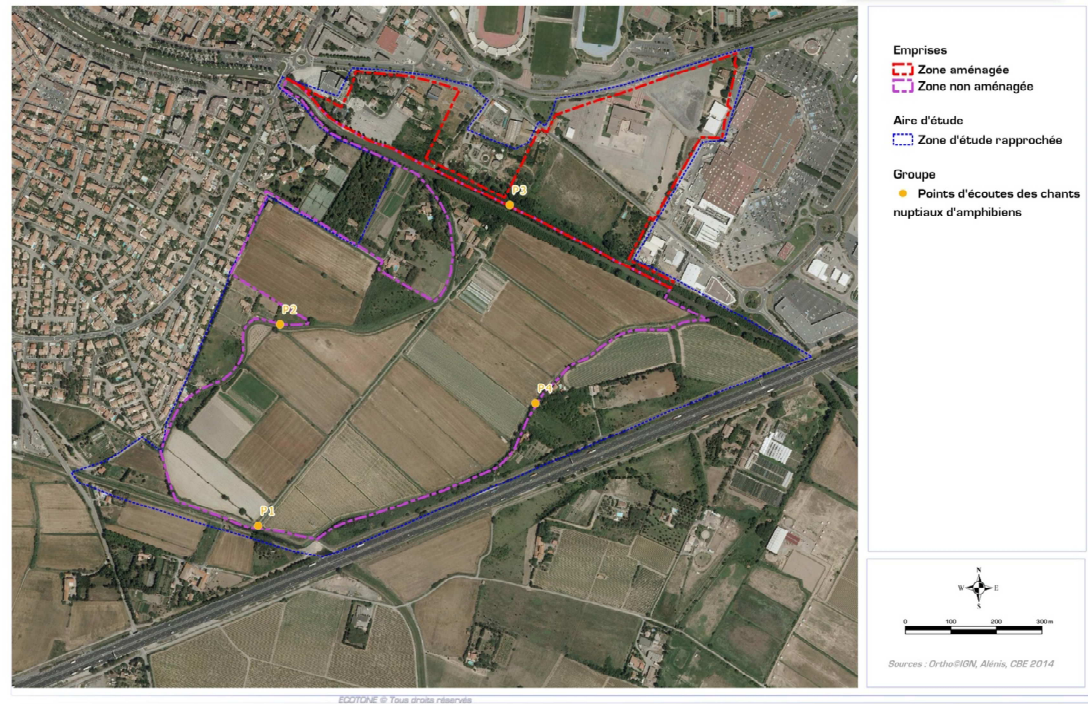 Emprises
Zone aménagée
Zone non aménagée
Aire d'étude
Zone d'étude rapprochée
Groupe
Points d'écoutes des chants
nuptiaux d'amphibiens
P3
P2
P4
P1
N
W E
S
0 100 200 300 m
Sources : Ortho©IGN, Alénis, CBE 2014
ECOTONE © Tous droits réservés